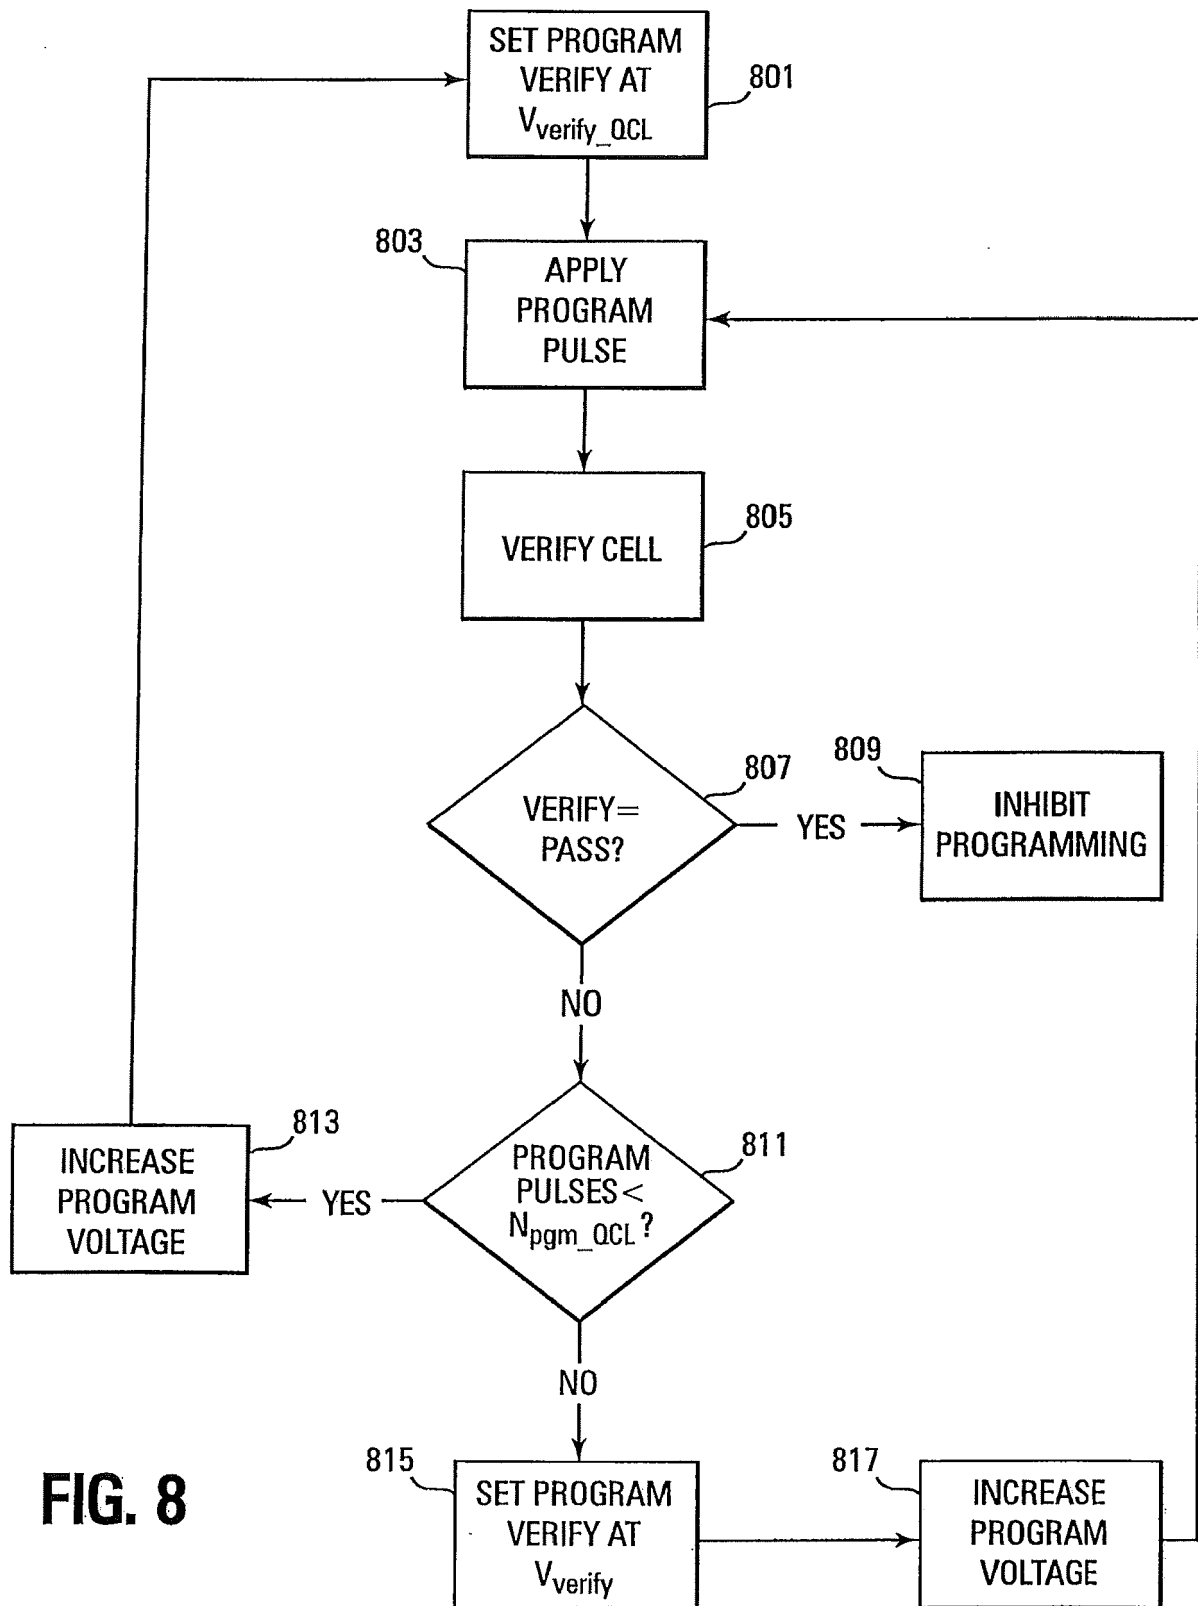 SET PROGRAM
VERIFY AT
Vverify_QCL
801
803
APPLY
PROGRAM
PULSE
VERIFY CELL
805
VERIFY=
PASS?
807
YES
809
INHIBIT
PROGRAMMING
NO
PROGRAM
PULSES<
Npgm_QCL?
811
YES
813
INCREASE
PROGRAM
VOLTAGE
NO
815
SET PROGRAM
VERIFY AT
Vverify
817
INCREASE
PROGRAM
VOLTAGE
FIG. 8